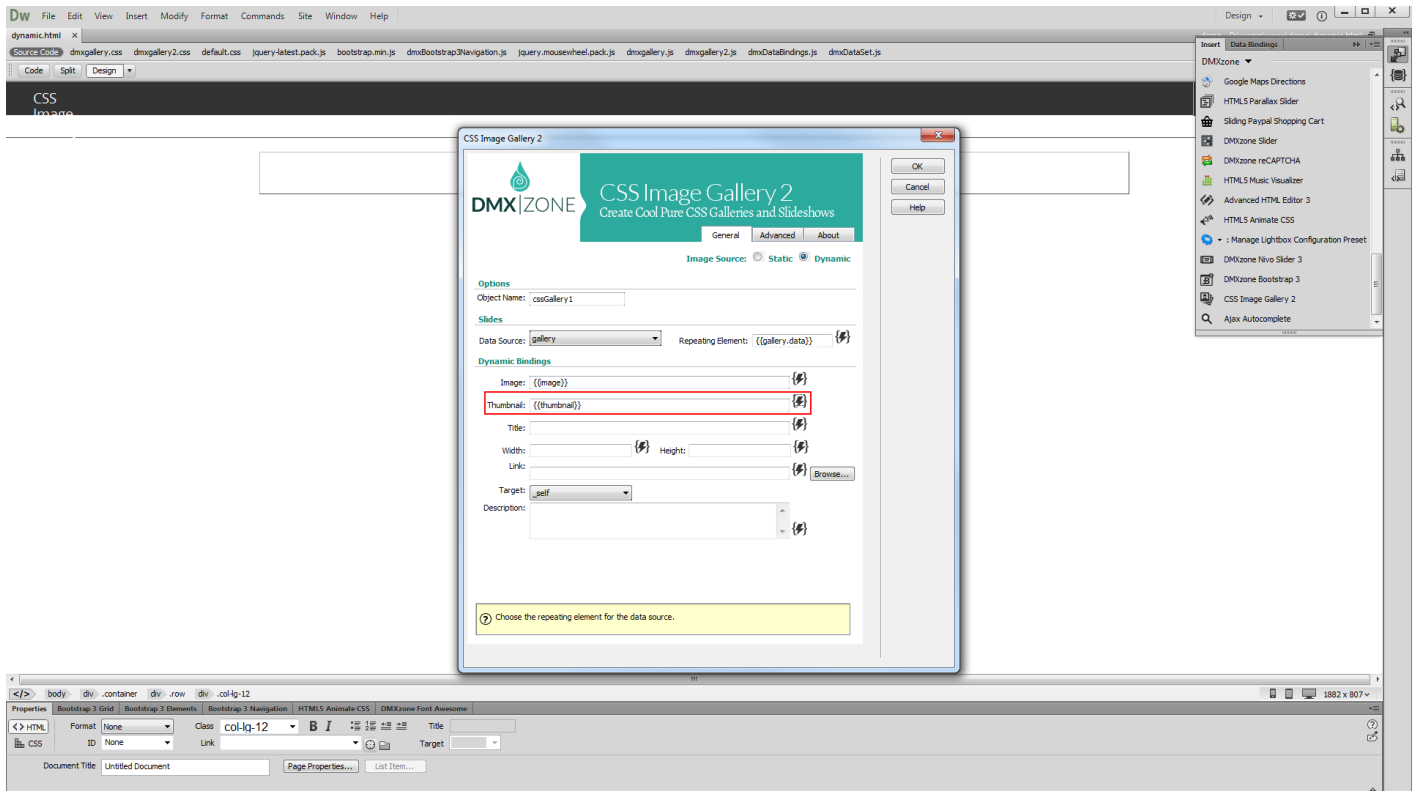 Dw File Edit View Insert Modify Format Commands Site Window Help
Design
dynamic.html ×
Source Code dmxgallery.css dmxgallery2.css default.css jquery-latest.pack.js bootstrap.min.js dmxBootstrap3Navigation.js jquery.mousewheel.pack.js dmxgallery.js dmxgallery2.js dmxDataBindings.js dmxDataSet.js
Code Split Design
CSS
Image
Insert Data Bindings
DMXzone
Google Maps Directions
HTML5 Parallax Slider
Sliding Paypal Shopping Cart
DMXzone Slider
DMXzone reCAPTCHA
HTML5 Music Visualizer
Advanced HTML Editor 3
HTML5 Animate CSS
: Manage Lightbox Configuration Preset
DMXzone Nivo Slider 3
DMXzone Bootstrap 3
CSS Image Gallery 2
Ajax Autocomplete
CSS Image Gallery 2
DMX|ZONE
CSS Image Gallery 2
Create Cool Pure CSS Galleries and Slideshows
General Advanced About
OK
Cancel
Help
Image Source: Static Dynamic
Options
Object Name: cssGallery1
Slides
Data Source: gallery Repeating Element: {{gallery.data}}
Dynamic Bindings
Image: {{image}}
Thumbnail: {{thumbnail}}
Title:
Width: Height:
Link: Browse...
Target: _self
Description:
Choose the repeating element for the data source.
</> body div .container div .row div .col-lg-12
1882 x 807
Properties Bootstrap 3 Grid Bootstrap 3 Elements Bootstrap 3 Navigation HTML5 Animate CSS DMXzone Font Awesome
<> HTML Format None Class col-lg-12 B I Title
CSS ID None Link Target
Document Title Untitled Document Page Properties... List Item...